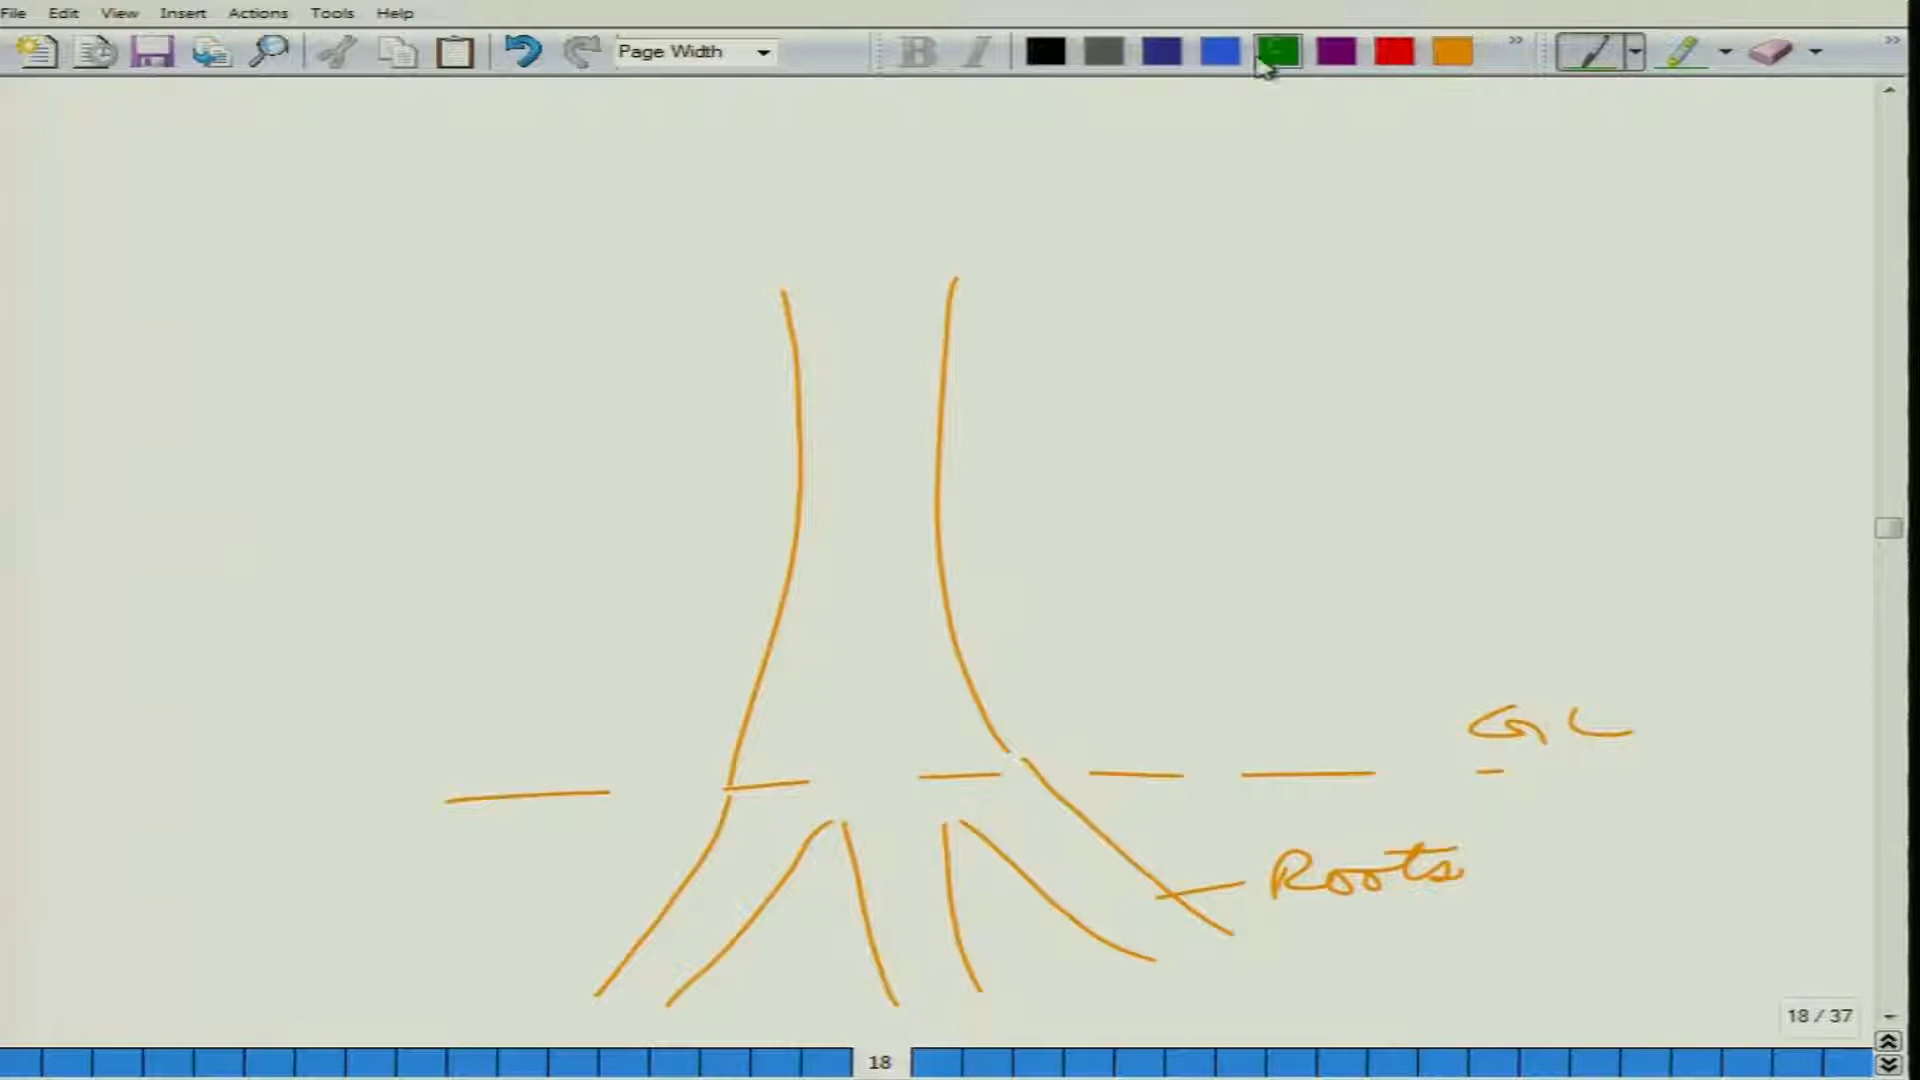 File Edit View Insert Actions Tools Help
Page Width
B I
GL
Roots
18 / 37
18